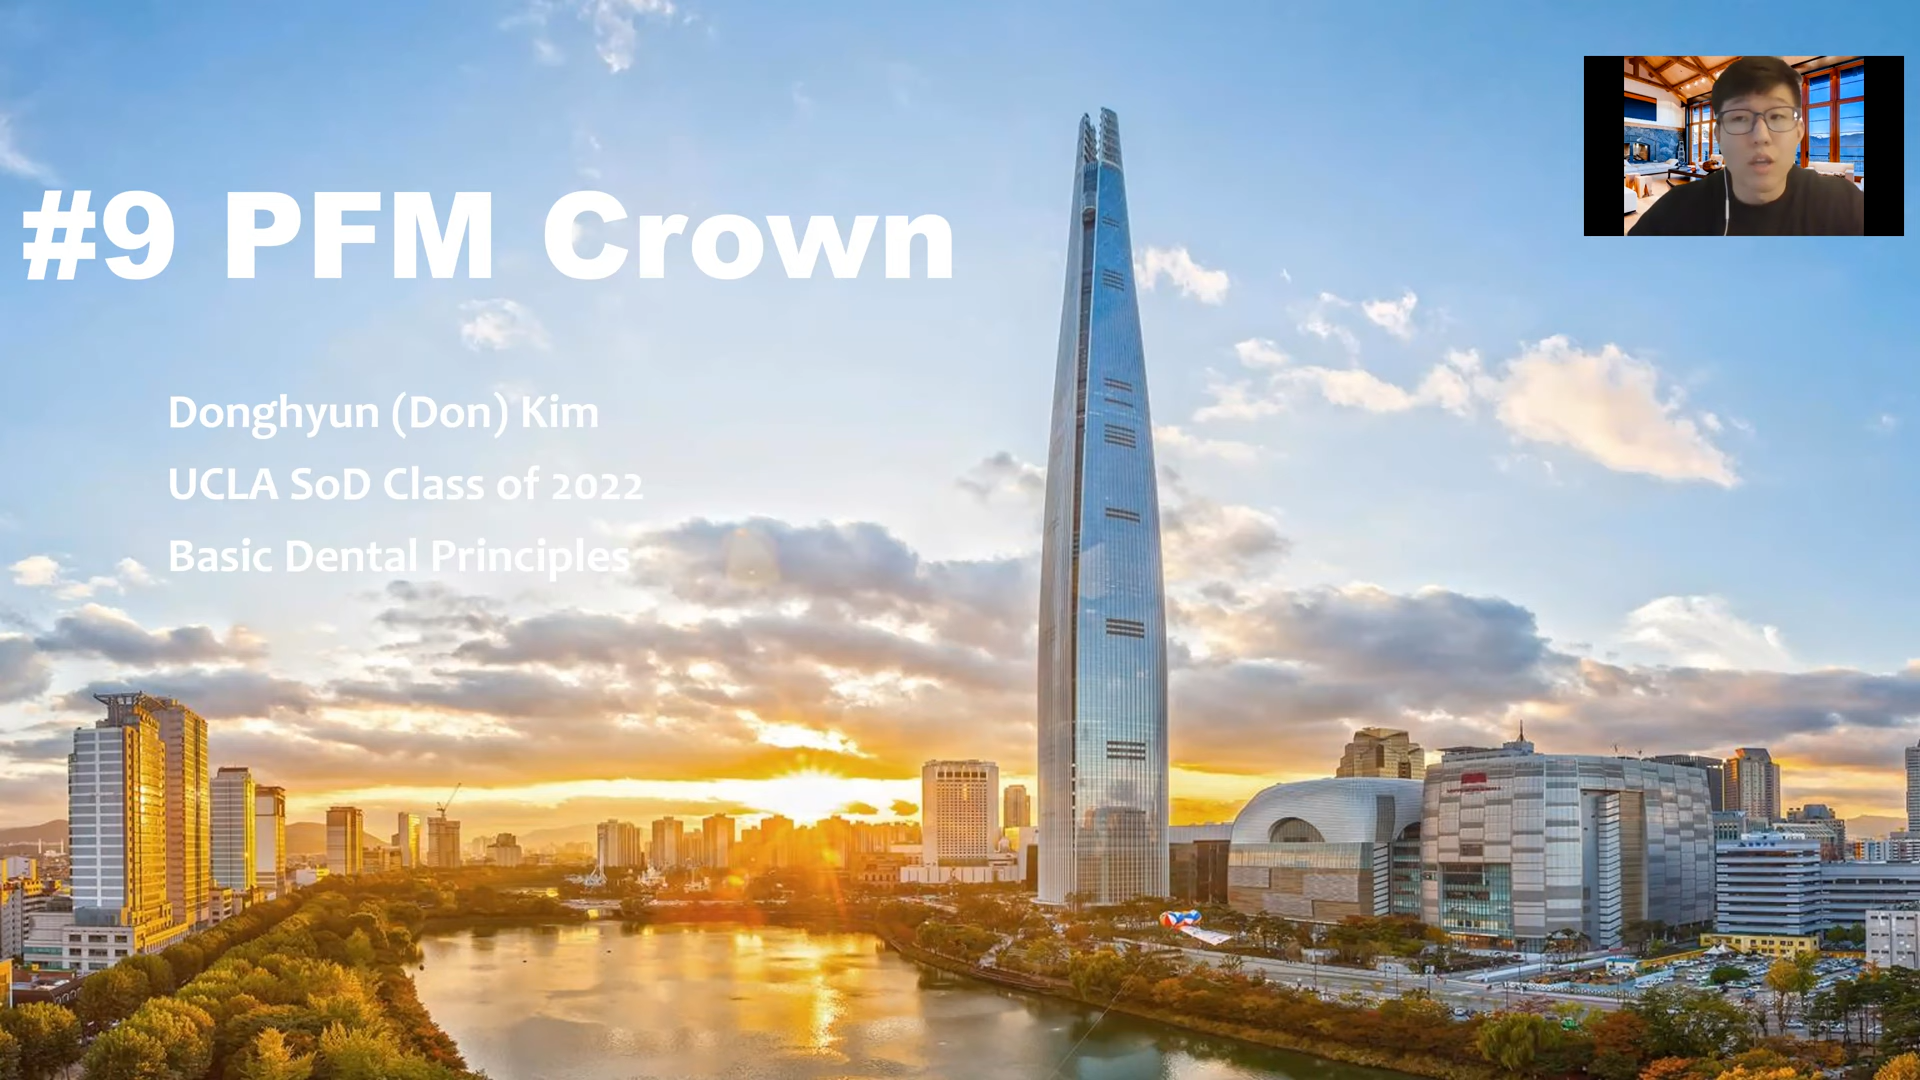 #9 PFM Crown
Donghyun (Don) Kim
UCLA SoD Class of 2022
Basic Dental Principles